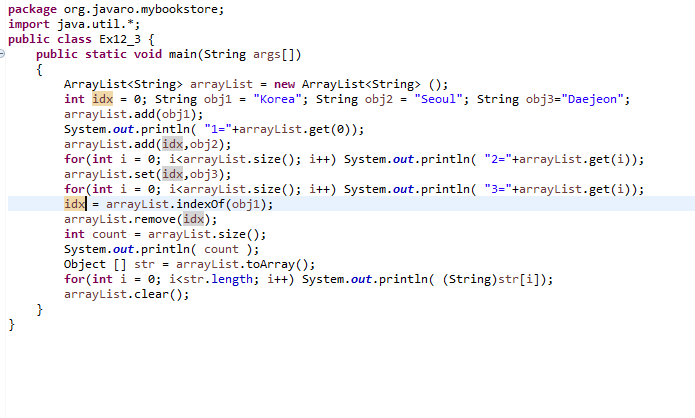 package org.javaro.mybookstore;
import java.util.*;
public class Ex12_3 {
    public static void main(String args[])
    {
        ArrayList<String> arrayList = new ArrayList<String> ();
        int idx = 0; String obj1 = "Korea"; String obj2 = "Seoul"; String obj3="Daejeon";
        arrayList.add(obj1);
        System.out.println( "1="+arrayList.get(0));
        arrayList.add(idx,obj2);
        for(int i = 0; i<arrayList.size(); i++) System.out.println( "2="+arrayList.get(i));
        arrayList.set(idx,obj3);
        for(int i = 0; i<arrayList.size(); i++) System.out.println( "3="+arrayList.get(i));
        idx = arrayList.indexOf(obj1);
        arrayList.remove(idx);
        int count = arrayList.size();
        System.out.println( count );
        Object [] str = arrayList.toArray();
        for(int i = 0; i<str.length; i++) System.out.println( (String)str[i]);
        arrayList.clear();
    }
}